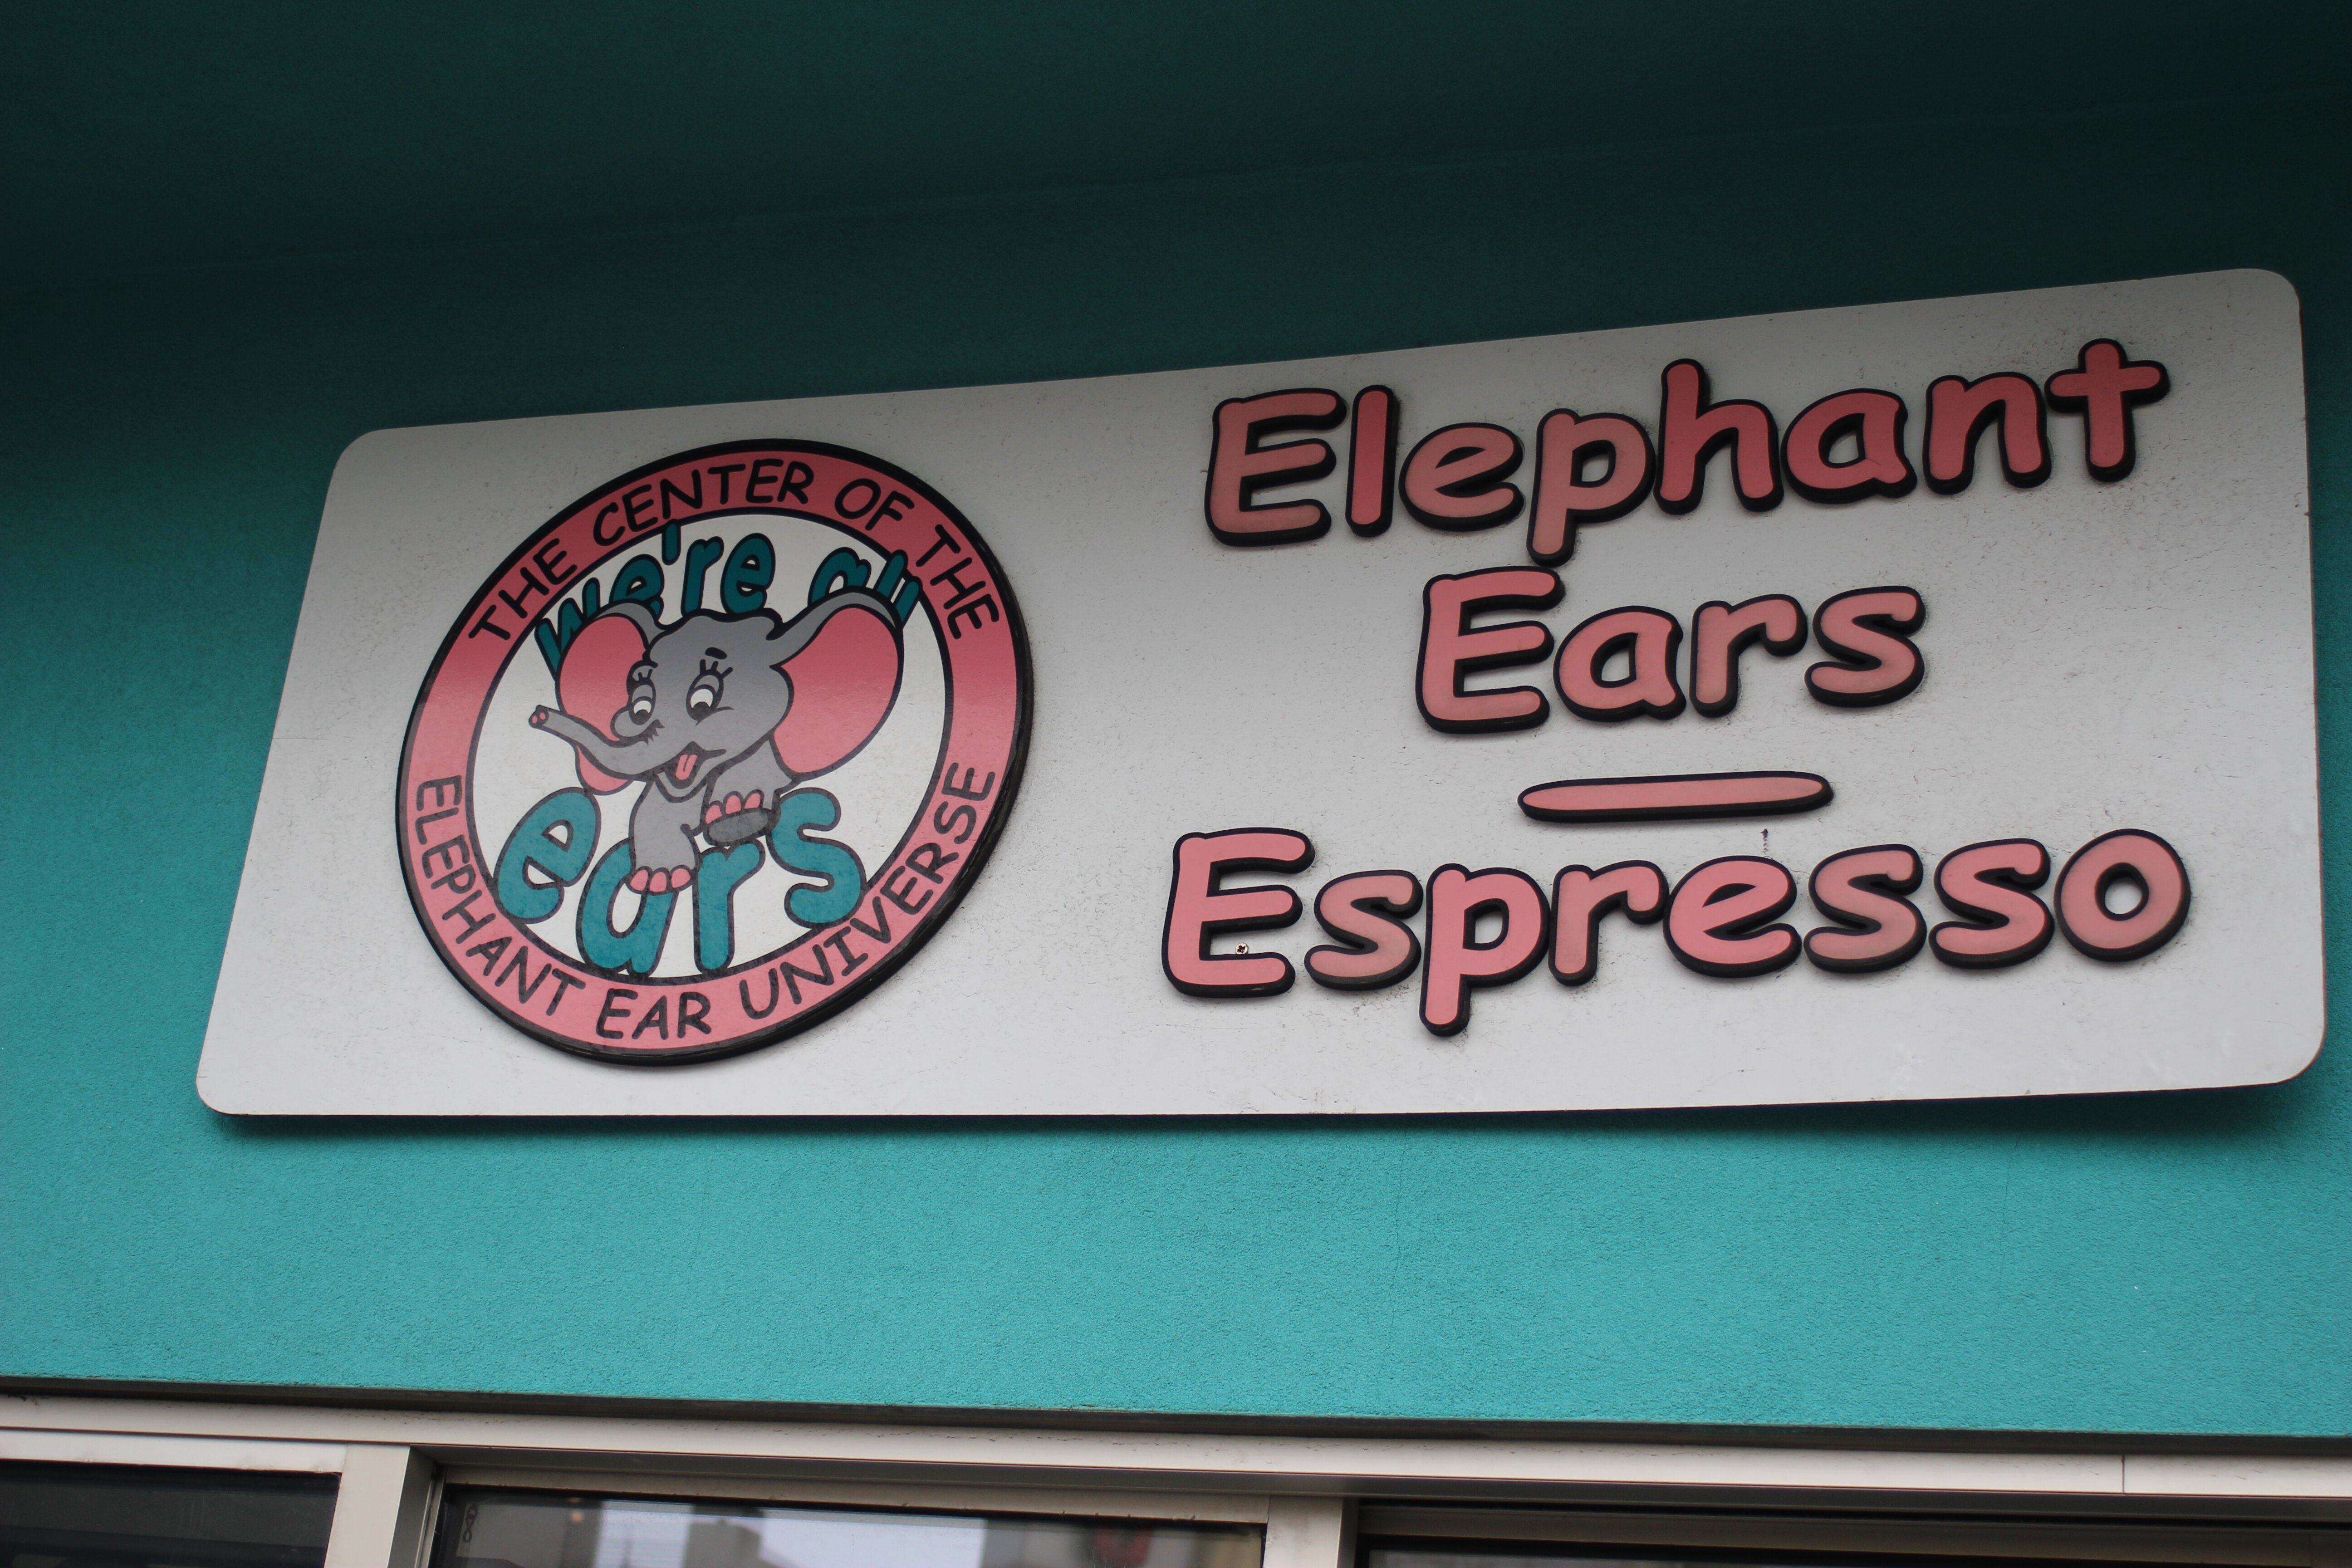 THE CENTER OF THE
we're all
ears
ELEPHANT EAR UNIVERSE
Elephant
Ears
Espresso